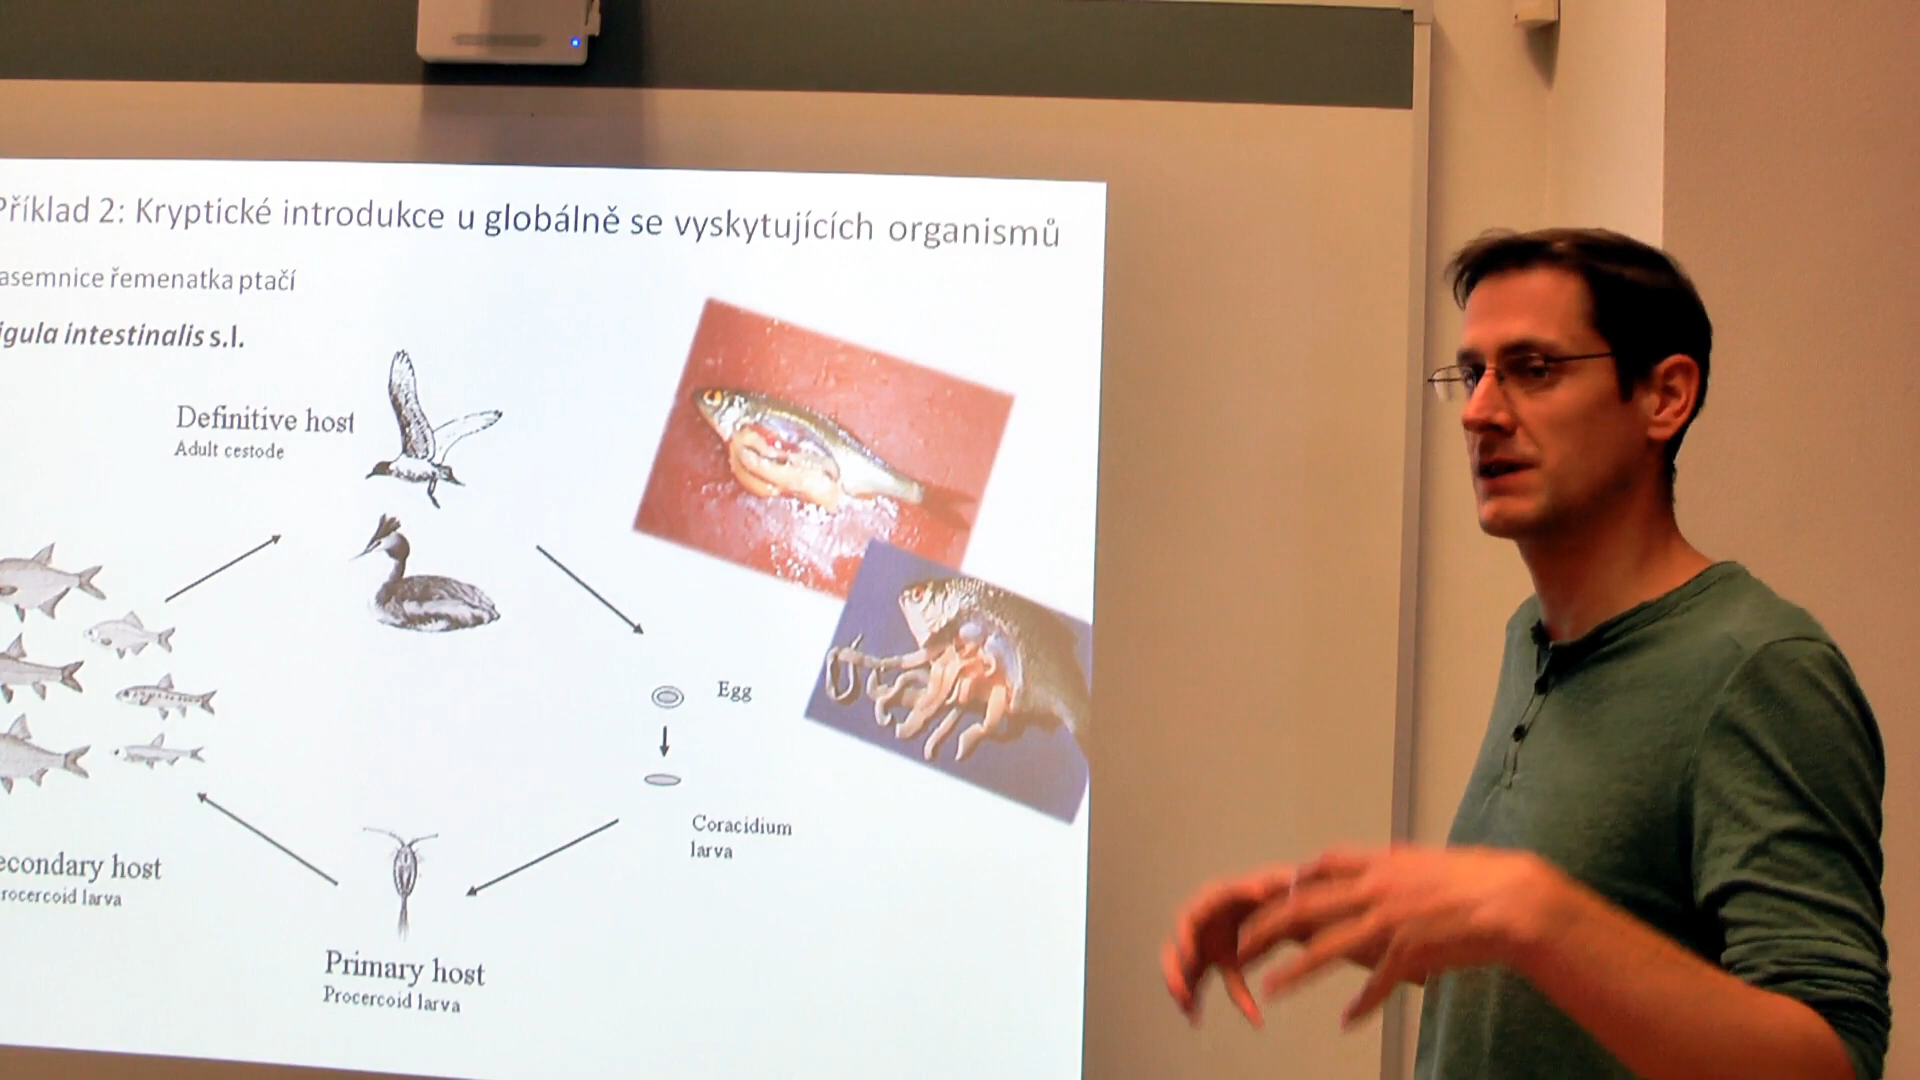 Příklad 2: Kryptické introdukce u globálně se vyskytujících organismů
asemnice řemenatka ptačí
igula intestinalis s.l.
Definitive host
Adult cestode
Egg
Coracidium
larva
econdary host
rocercoid larva
Primary host
Procercoid larva